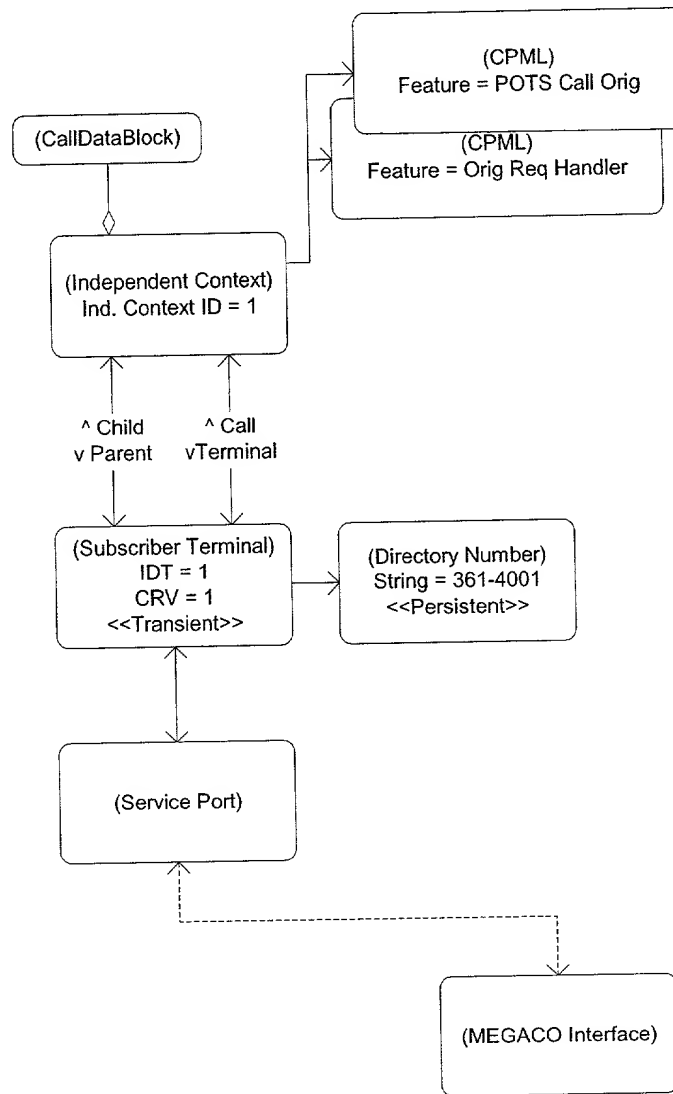 (CPML)
Feature = POTS Call Orig
(CPML)
Feature = Orig Req Handler
(CallDataBlock)
(Independent Context)
Ind. Context ID = 1
^ Child
v Parent
^ Call
vTerminal
(Subscriber Terminal)
IDT = 1
CRV = 1
<<Transient>>
(Directory Number)
String = 361-4001
<<Persistent>>
(Service Port)
(MEGACO Interface)